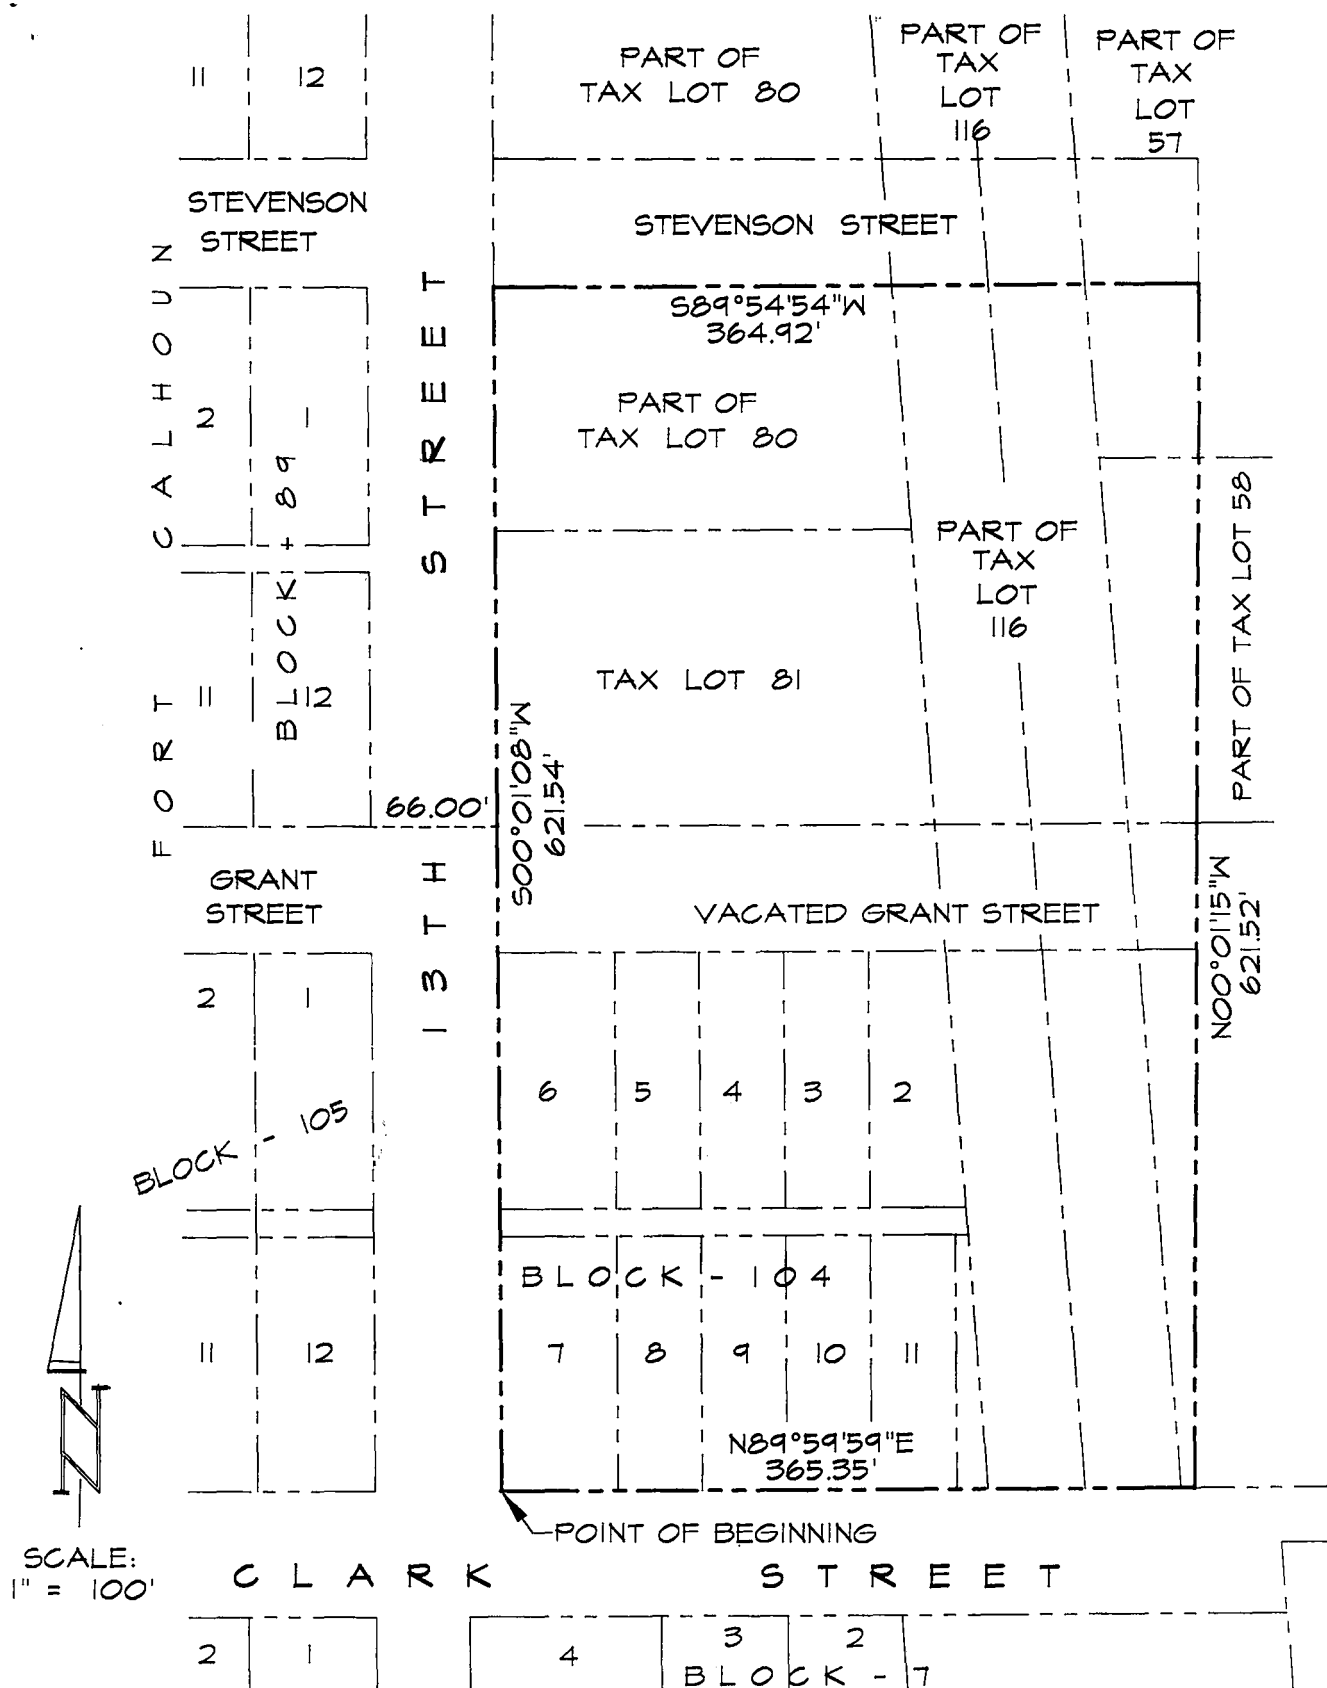 11
12
PART OF
TAX LOT 80
PART OF
TAX
LOT
116
PART OF
TAX
LOT
57
STEVENSON
STREET
STEVENSON STREET
FORT CALHOUN
13TH STREET
S89°54'54"W
364.92'
2
1
BLOCK - 89
PART OF
TAX LOT 80
PART OF
TAX
LOT
116
PART OF TAX LOT 58
11
12
TAX LOT 81
66.00'
S00°01'08"W
621.54'
GRANT
STREET
VACATED GRANT STREET
N00°01'15"W
621.52'
2
1
6
5
4
3
2
BLOCK - 105
BLOCK - 104
11
12
7
8
9
10
11
N89°59'59"E
365.35'
N
POINT OF BEGINNING
SCALE:
1" = 100'
CLARK STREET
2
1
4
3
2
BLOCK - 7